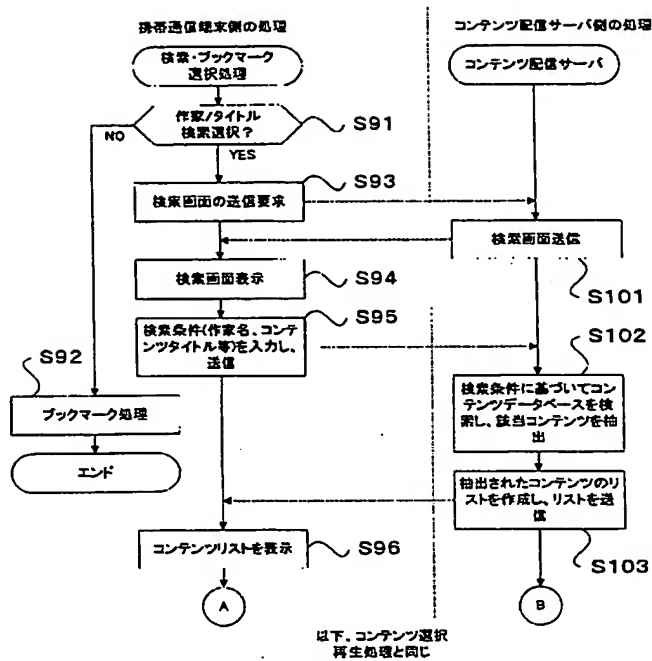 携帯通信端末側の処理
コンテンツ配信サーバ側の処理
検索・ブックマーク
選択処理
コンテンツ配信サーバ
作家/タイトル
検索選択?
S91
NO
YES
S93
検索画面の送信要求
検索画面送信
検索画面表示
S94
S101
S95
検索条件(作家名、コンテ
ンツタイトル等)を入力し、
送信
S102
S92
検索条件に基づいてコン
テンツデータベースを検
索し、該当コンテンツを抽
出
ブックマーク処理
エンド
抽出されたコンテンツのリ
ストを作成し、リストを送
信
コンテンツリストを表示
S96
S103
A
B
以下、コンテンツ選択
再生処理と同じ